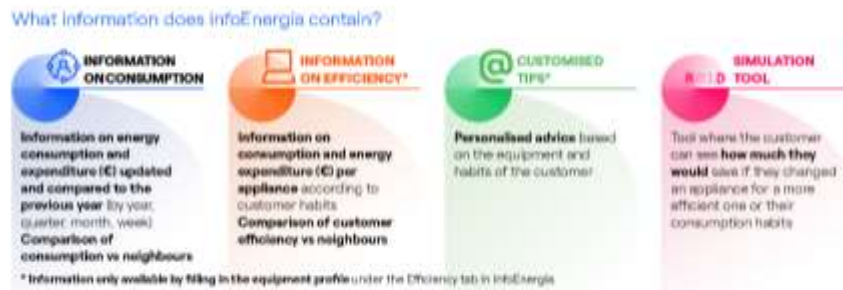 What information does infoEnergia contain?
INFORMATION
ON CONSUMPTION
Information on energy
consumption and
expenditure (€) updated
and compared to the
previous year (by year,
quarter, month, week)
Comparison of
consumption vs neighbours
INFORMATION
ON EFFICIENCY*
Information on
consumption and energy
expenditure (€) per
appliance according to
customer habits
Comparison of customer
efficiency vs neighbours
@ CUSTOMISED
TIPS*
Personalised advice based
on the equipment and
habits of the customer
SIMULATION
TOOL
Tool where the customer
can see how much they
would save if they changed
an appliance for a more
efficient one or their
consumption habits
* Information only available by filling in the equipment profile under the Efficiency tab in infoEnergia